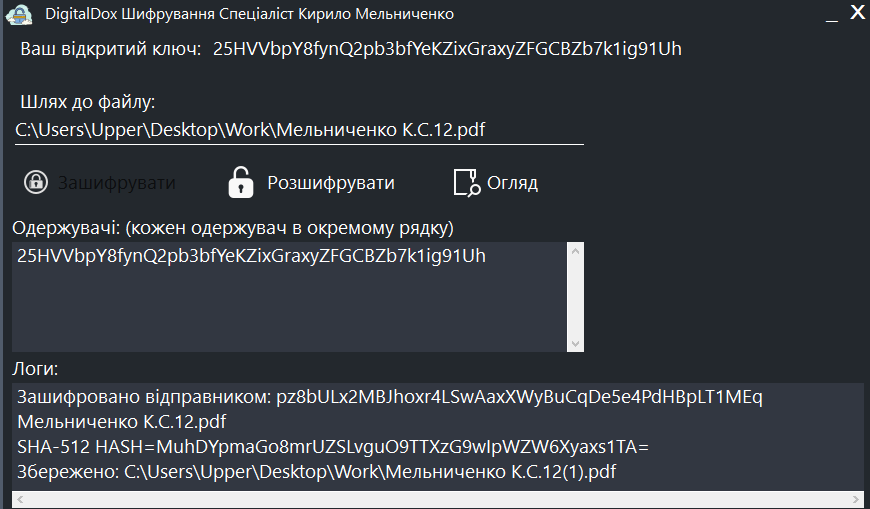 DigitalDox Шифрування Спеціаліст Кирило Мельниченко
Ваш відкритий ключ: 25HVVbpY8fynQ2pb3bfYeKZixGraxyZFGCBZb7k1ig91Uh
Шлях до файлу:
C:\Users\Upper\Desktop\Work\Мельниченко К.С.12.pdf
Зашифрувати Розшифрувати Огляд
Одержувачі: (кожен одержувач в окремому рядку)
25HVVbpY8fynQ2pb3bfYeKZixGraxyZFGCBZb7k1ig91Uh
Логи:
Зашифровано відправником: pz8bULx2MBJhoxr4LSwAaxXWyBuCqDe5e4PdHBpLT1MEq
Мельниченко К.С.12.pdf
SHA-512 HASH=MuhDYpmaGo8mrUZSLvguO9TTXzG9wIpWZW6Xyaxs1TA=
Збережено: C:\Users\Upper\Desktop\Work\Мельниченко К.С.12(1).pdf